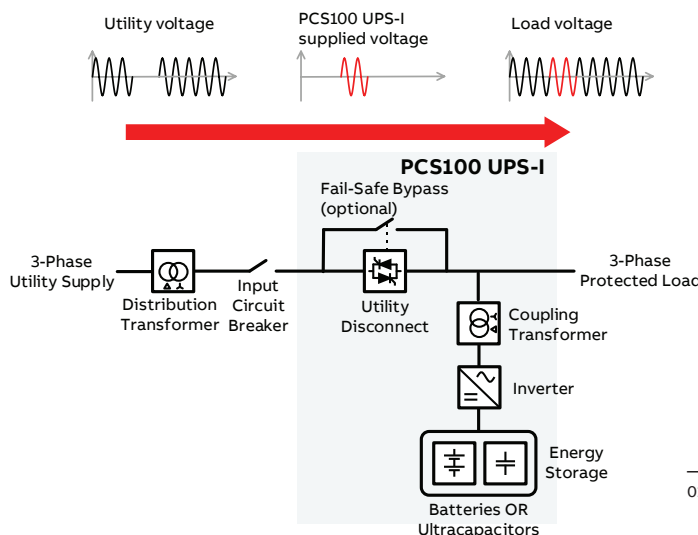 Utility voltage
PCS100 UPS-I
supplied voltage
Load voltage
PCS100 UPS-I
Fail-Safe Bypass
(optional)
3-Phase
Utility Supply
Distribution
Transformer
Input
Circuit
Breaker
Utility
Disconnect
3-Phase
Protected Load
Coupling
Transformer
Inverter
Energy
Storage
Batteries OR
Ultracapacitors
0